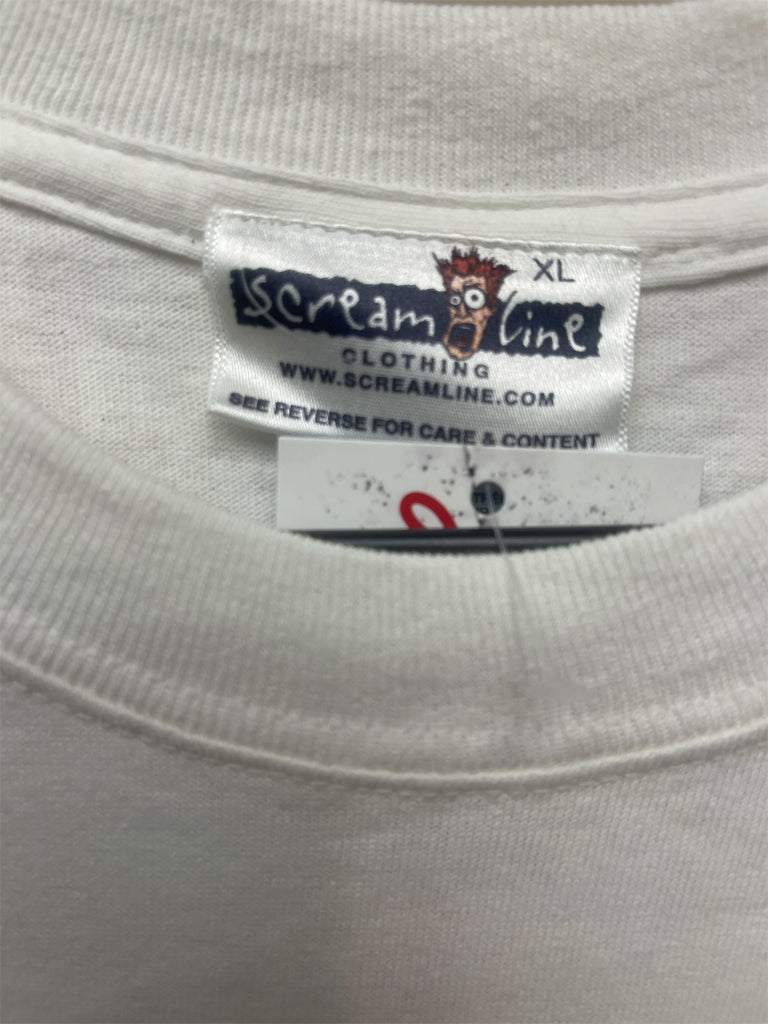 XL
scream line
CLOTHING
WWW.SCREAMLINE.COM
SEE REVERSE FOR CARE & CONTENT